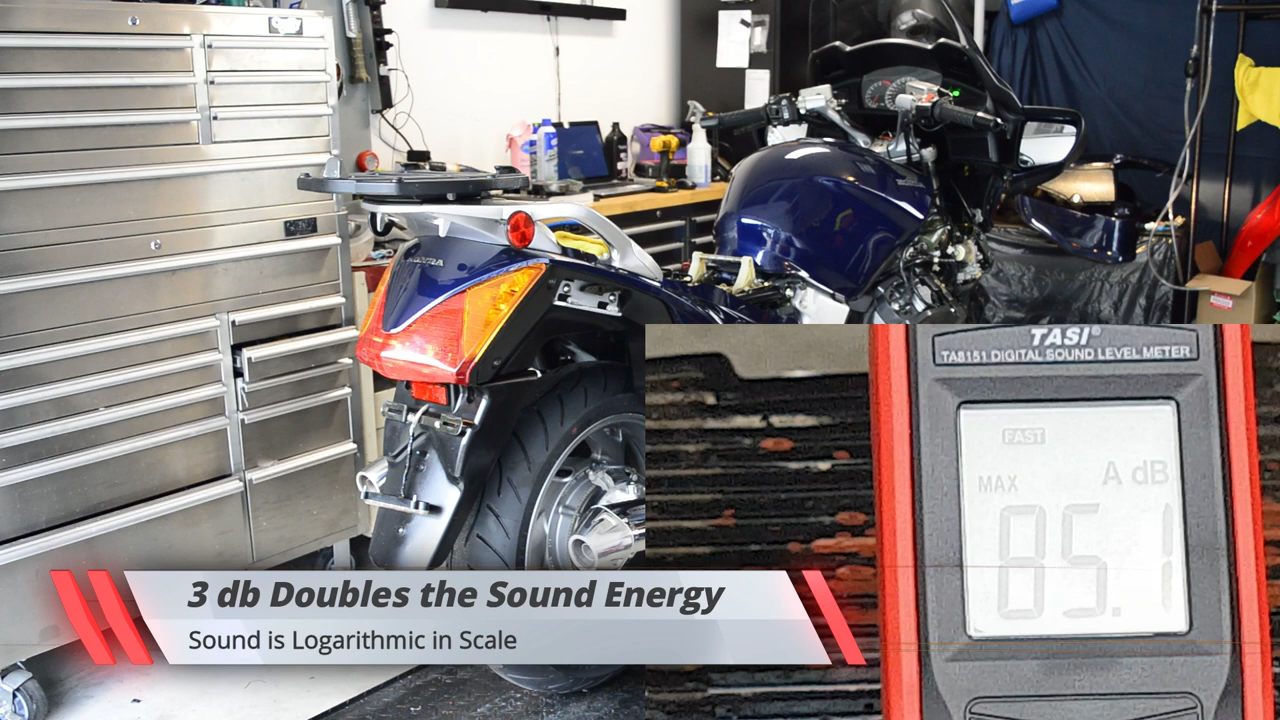 HONDA
TASI®
TA8151 DIGITAL SOUND LEVEL METER
FAST
MAX
A dB
85.1
3 db Doubles the Sound Energy
Sound is Logarithmic in Scale